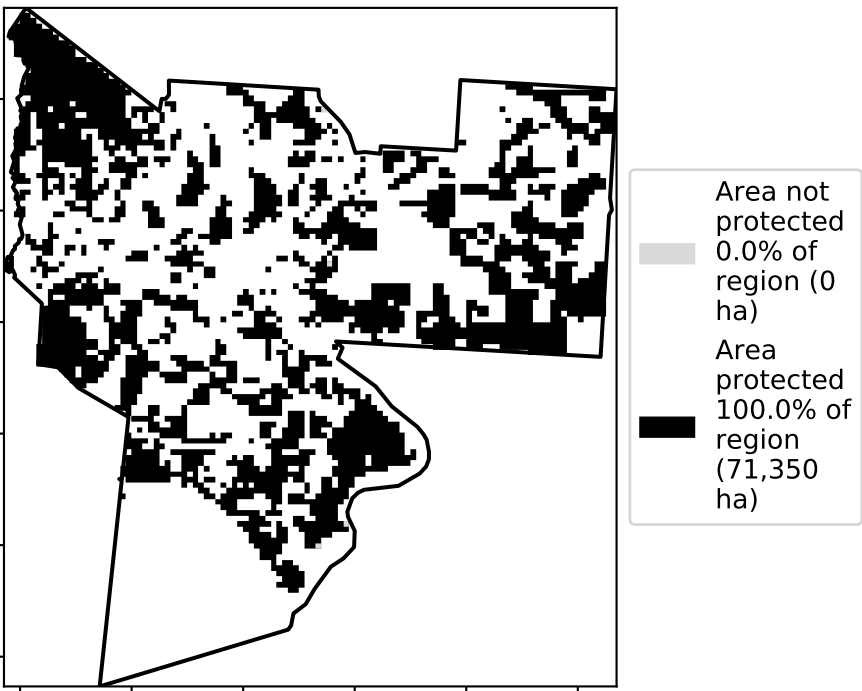 Area not
protected
0.0% of
region (0
ha)
Area
protected
100.0% of
region
(71,350
ha)